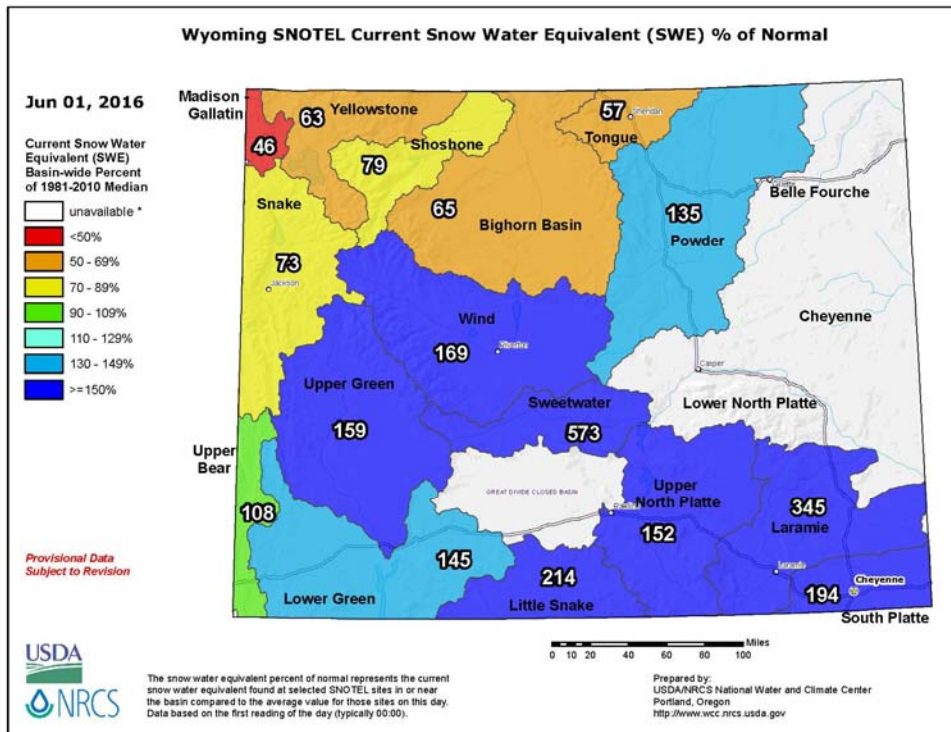 Wyoming SNOTEL Current Snow Water Equivalent (SWE) % of Normal
Jun 01, 2016
Current Snow Water
Equivalent (SWE)
Basin-wide Percent
of 1981-2010 Median
unavailable *
<50%
50 - 69%
70 - 89%
90 - 109%
110 - 129%
130 - 149%
>=150%
Provisional Data
Subject to Revision
Madison
Gallatin
46
63
Yellowstone
Shoshone
79
57
Sheridan
Tongue
Snake
73
Jackson
65
Bighorn Basin
135
Powder
Gillette
Belle Fourche
Cheyenne
Wind
169
Riverton
Casper
Upper Green
159
Sweetwater
573
Lower North Platte
Upper
Bear
108
GREAT DIVIDE CLOSED BASIN
Rawlins
Upper
North Platte
152
345
Laramie
Laramie
145
Lower Green
214
Little Snake
194
Cheyenne
South Platte
Miles
0 10 20 40 60 80 100
USDA
NRCS
The snow water equivalent percent of normal represents the current
snow water equivalent found at selected SNOTEL sites in or near
the basin compared to the average value for those sites on this day.
Data based on the first reading of the day (typically 00:00).
Prepared by:
USDA/NRCS National Water and Climate Center
Portland, Oregon
http://www.wcc.nrcs.usda.gov